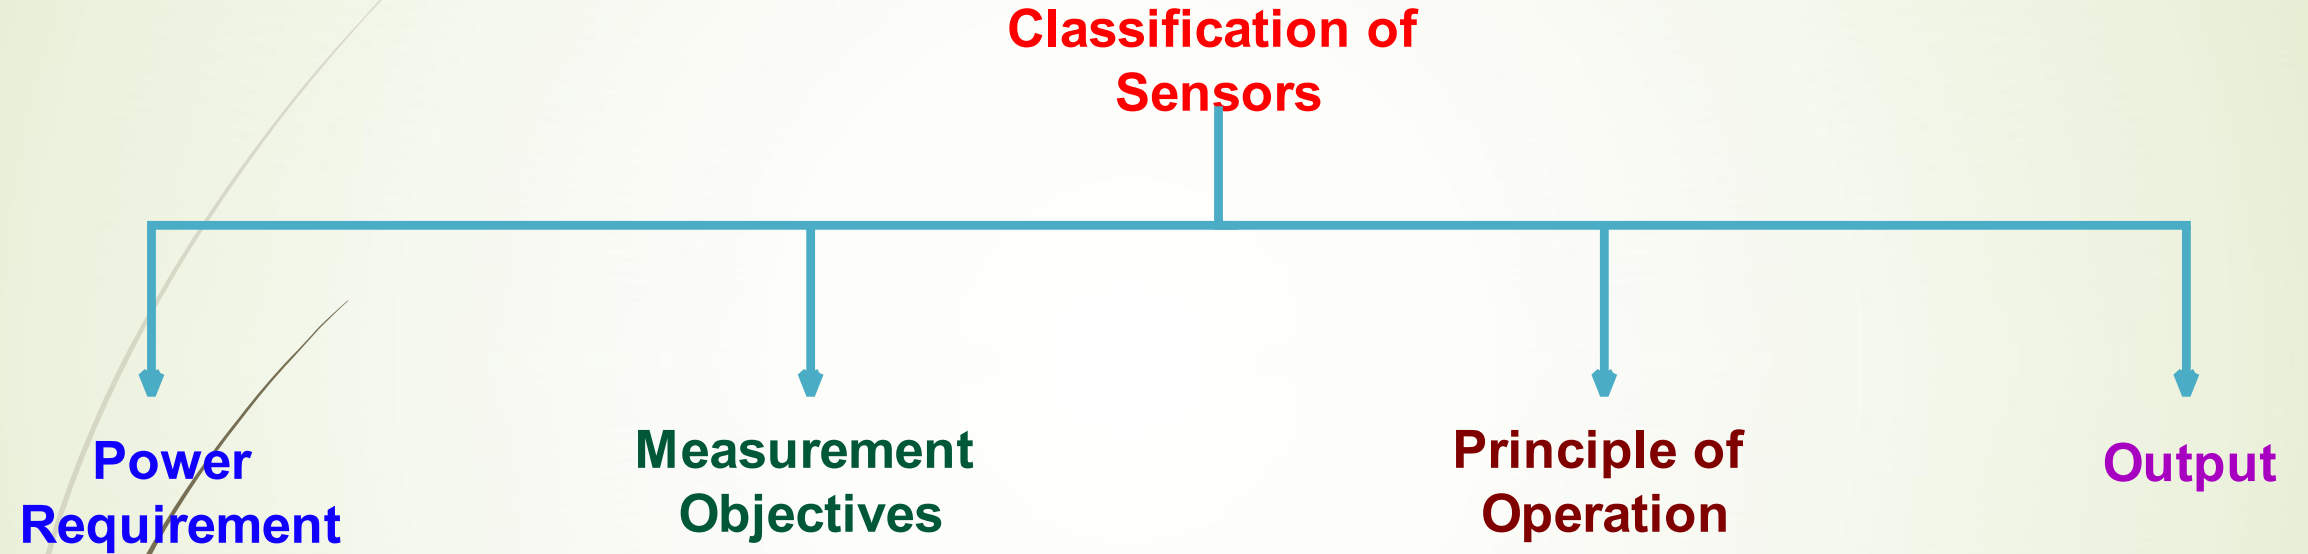 Classification of
Sensors
Power
Requirement
Measurement
Objectives
Principle of
Operation
Output